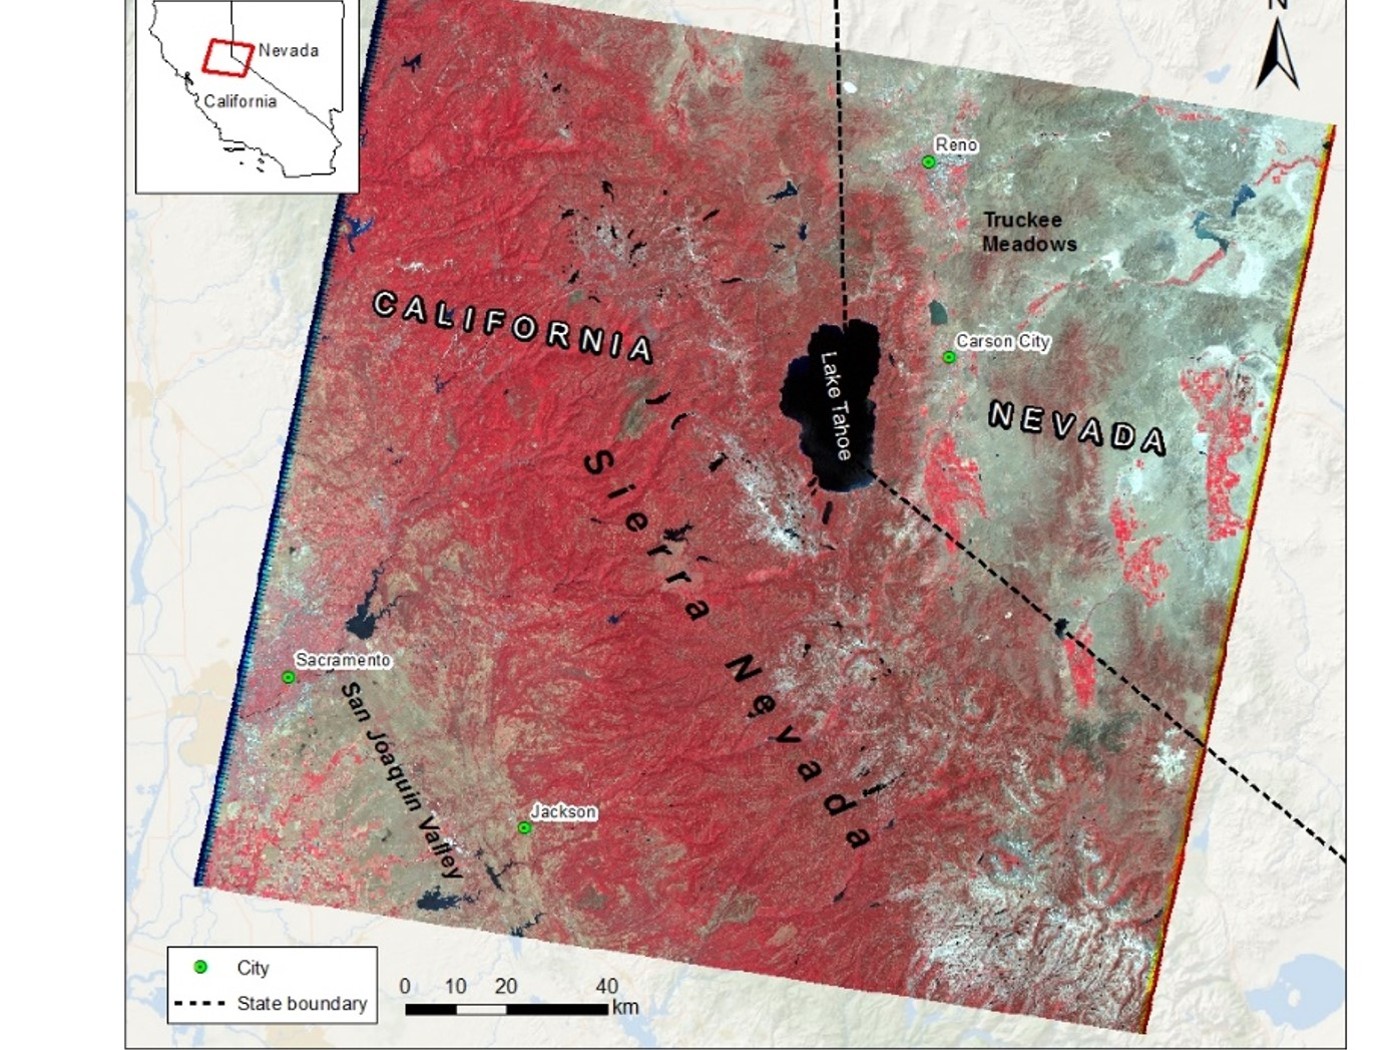 N
Nevada
California
Reno
Truckee
Meadows
CALIFORNIA
Carson City
Lake Tahoe
NEVADA
Sierra Nevada
Sacramento
San Joaquin Valley
Jackson
City
State boundary
0 10 20 40
km